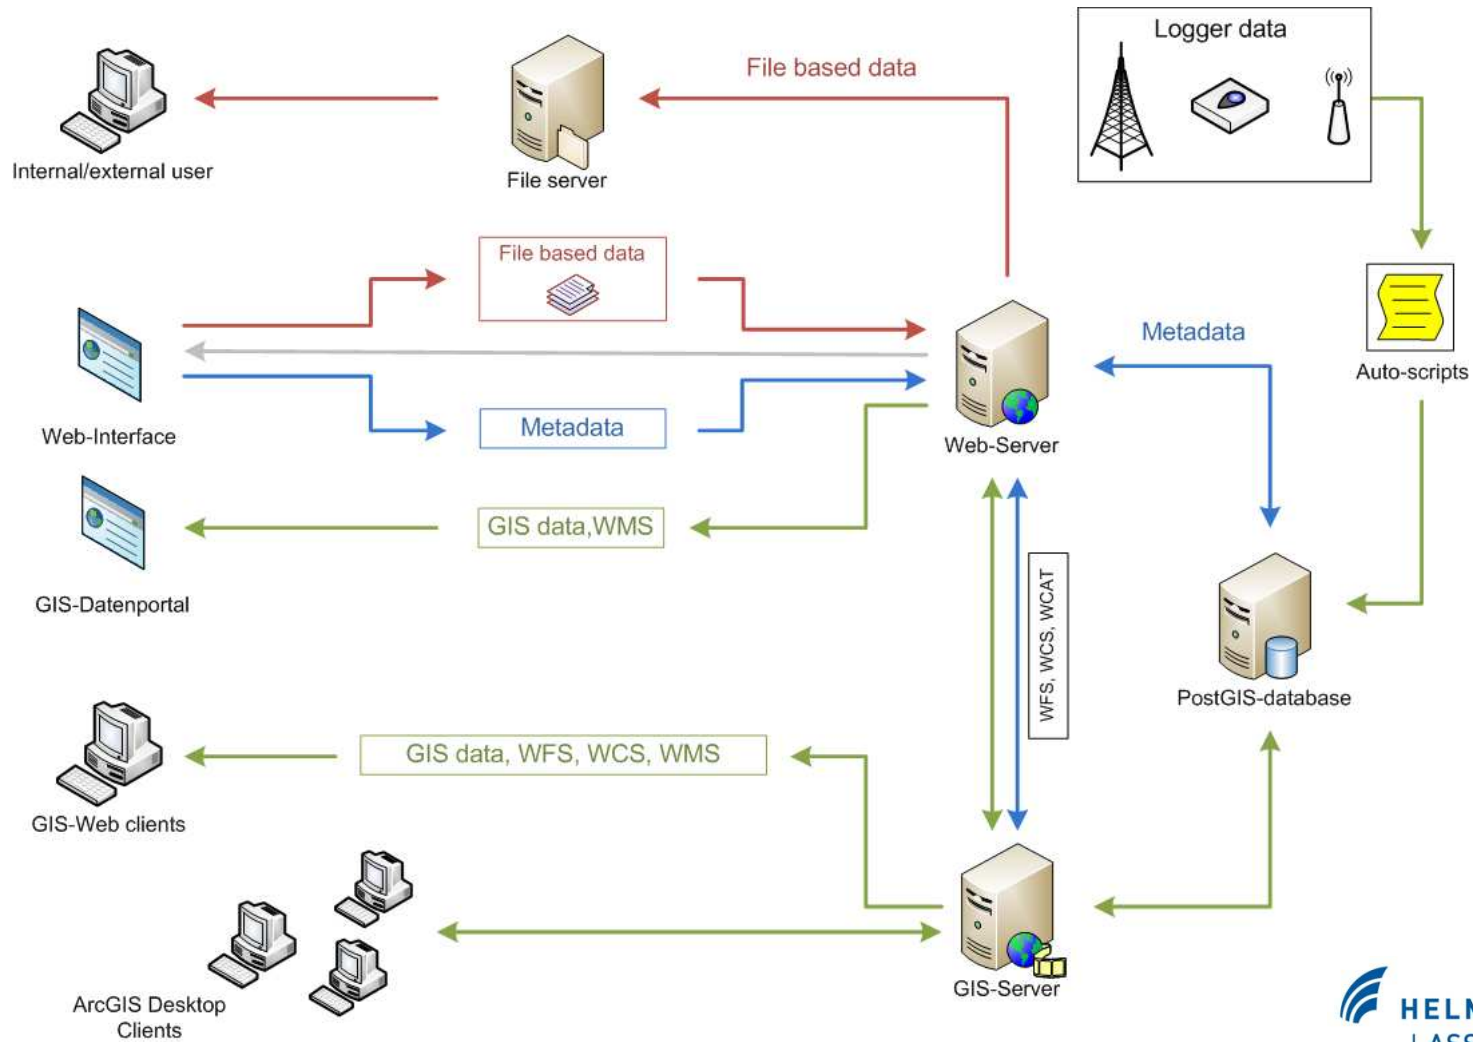 Logger data
File based data
Internal/external user
File server
File based data
Metadata
Auto-scripts
Web-Interface
Metadata
Web-Server
GIS data,WMS
GIS-Datenportal
WFS, WCS, WCAT
PostGIS-database
GIS data, WFS, WCS, WMS
GIS-Web clients
GIS-Server
ArcGIS Desktop
Clients
HELM